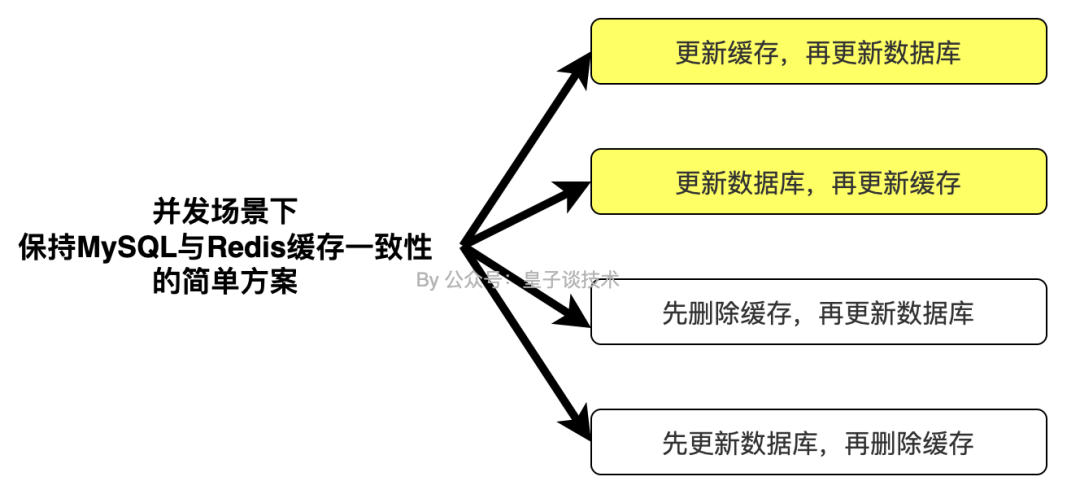 并发场景下
保持MySQL与Redis缓存一致性
的简单方案
更新缓存，再更新数据库
更新数据库，再更新缓存
先删除缓存，再更新数据库
先更新数据库，再删除缓存
By 公众号：皇子谈技术